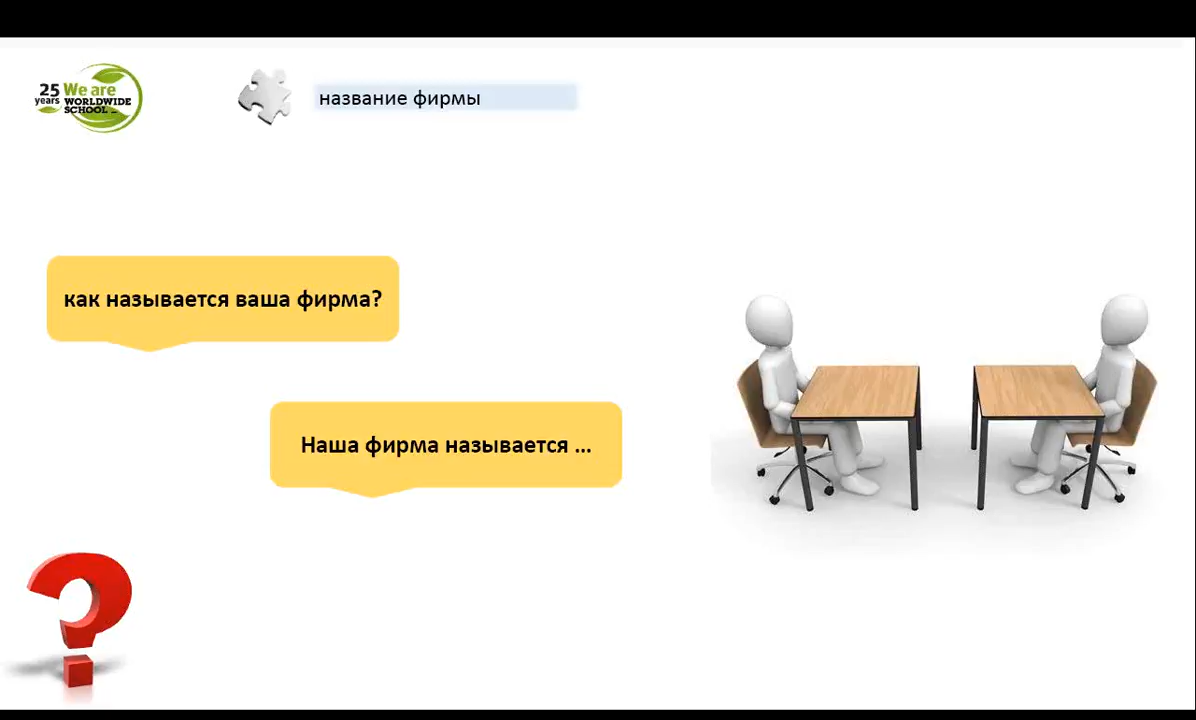 25 We are
years WORLDWIDE
SCHOOL ...
название фирмы
как называется ваша фирма?
Наша фирма называется ...